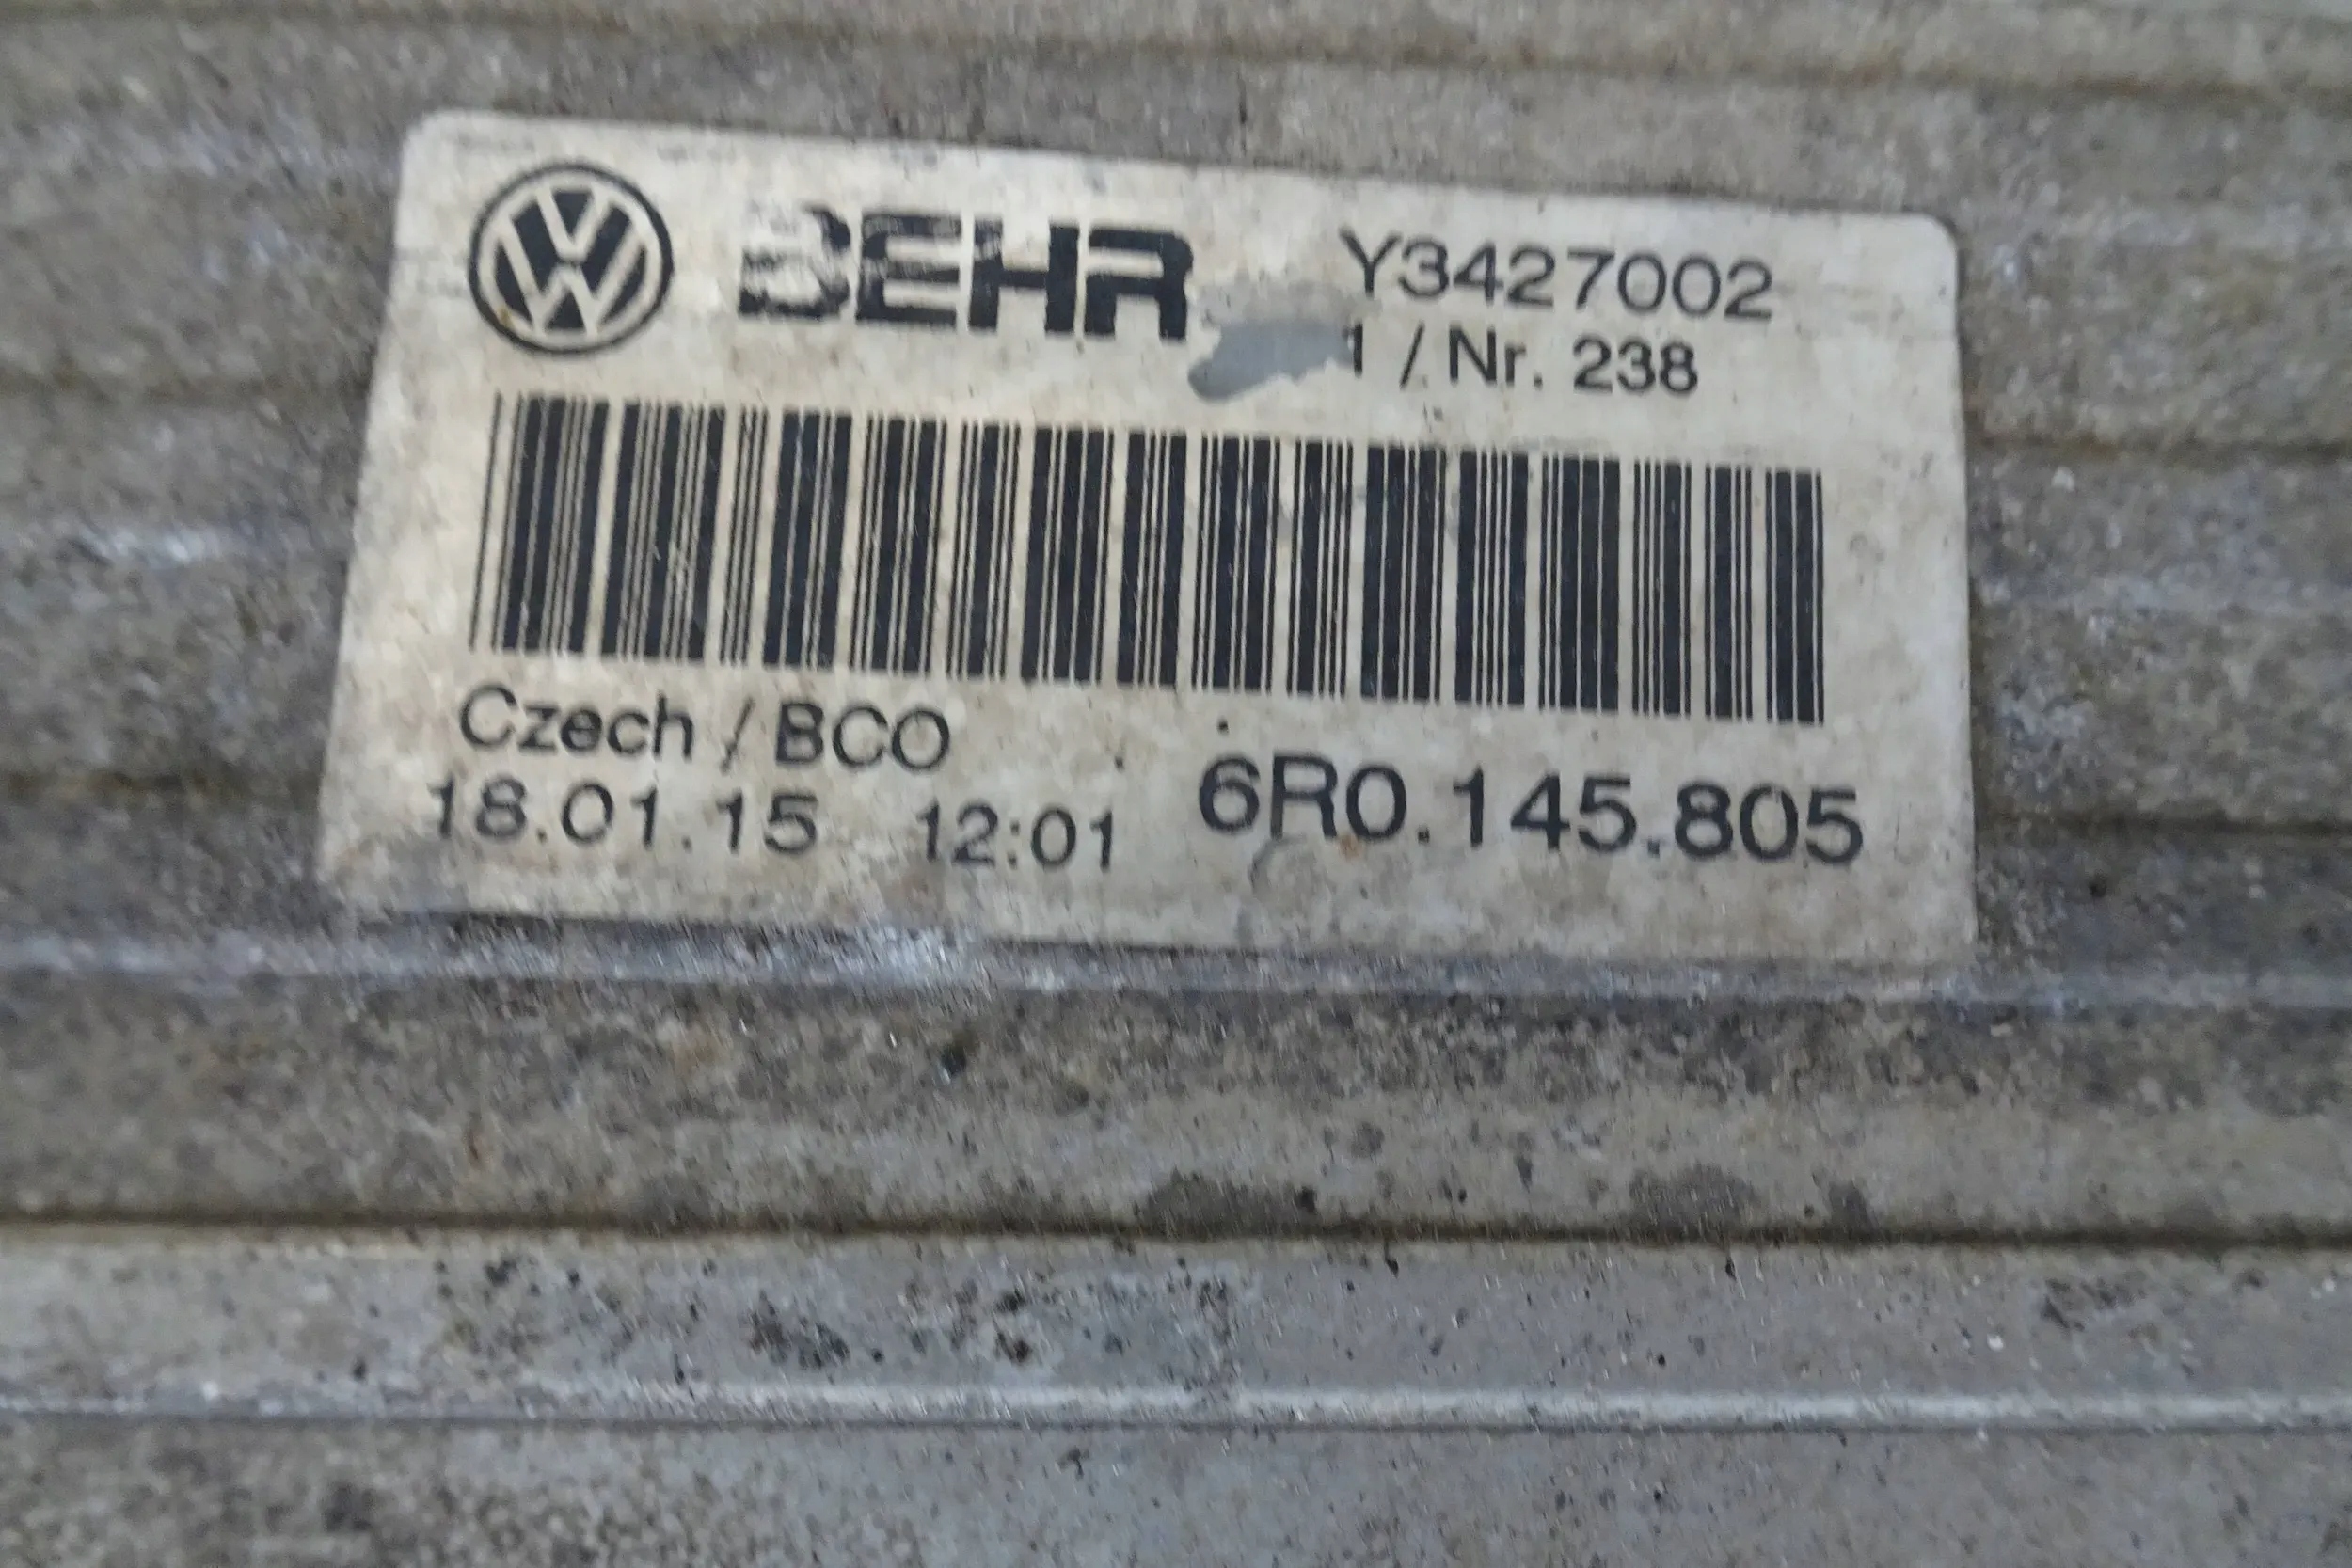 BEHR Y3427002
1 / Nr. 238
Czech / BCO
18.01.15 12:01 6R0.145.805